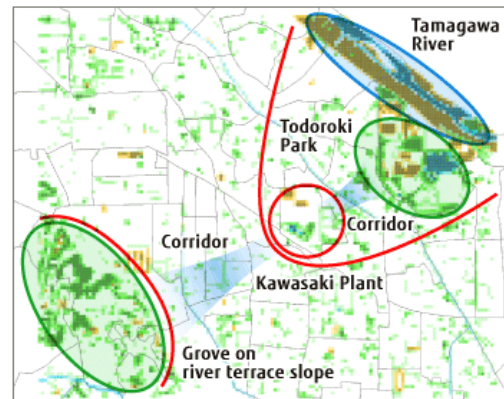 Tamagawa
River
Todoroki
Park
Corridor
Corridor
Kawasaki Plant
Grove on
river terrace slope